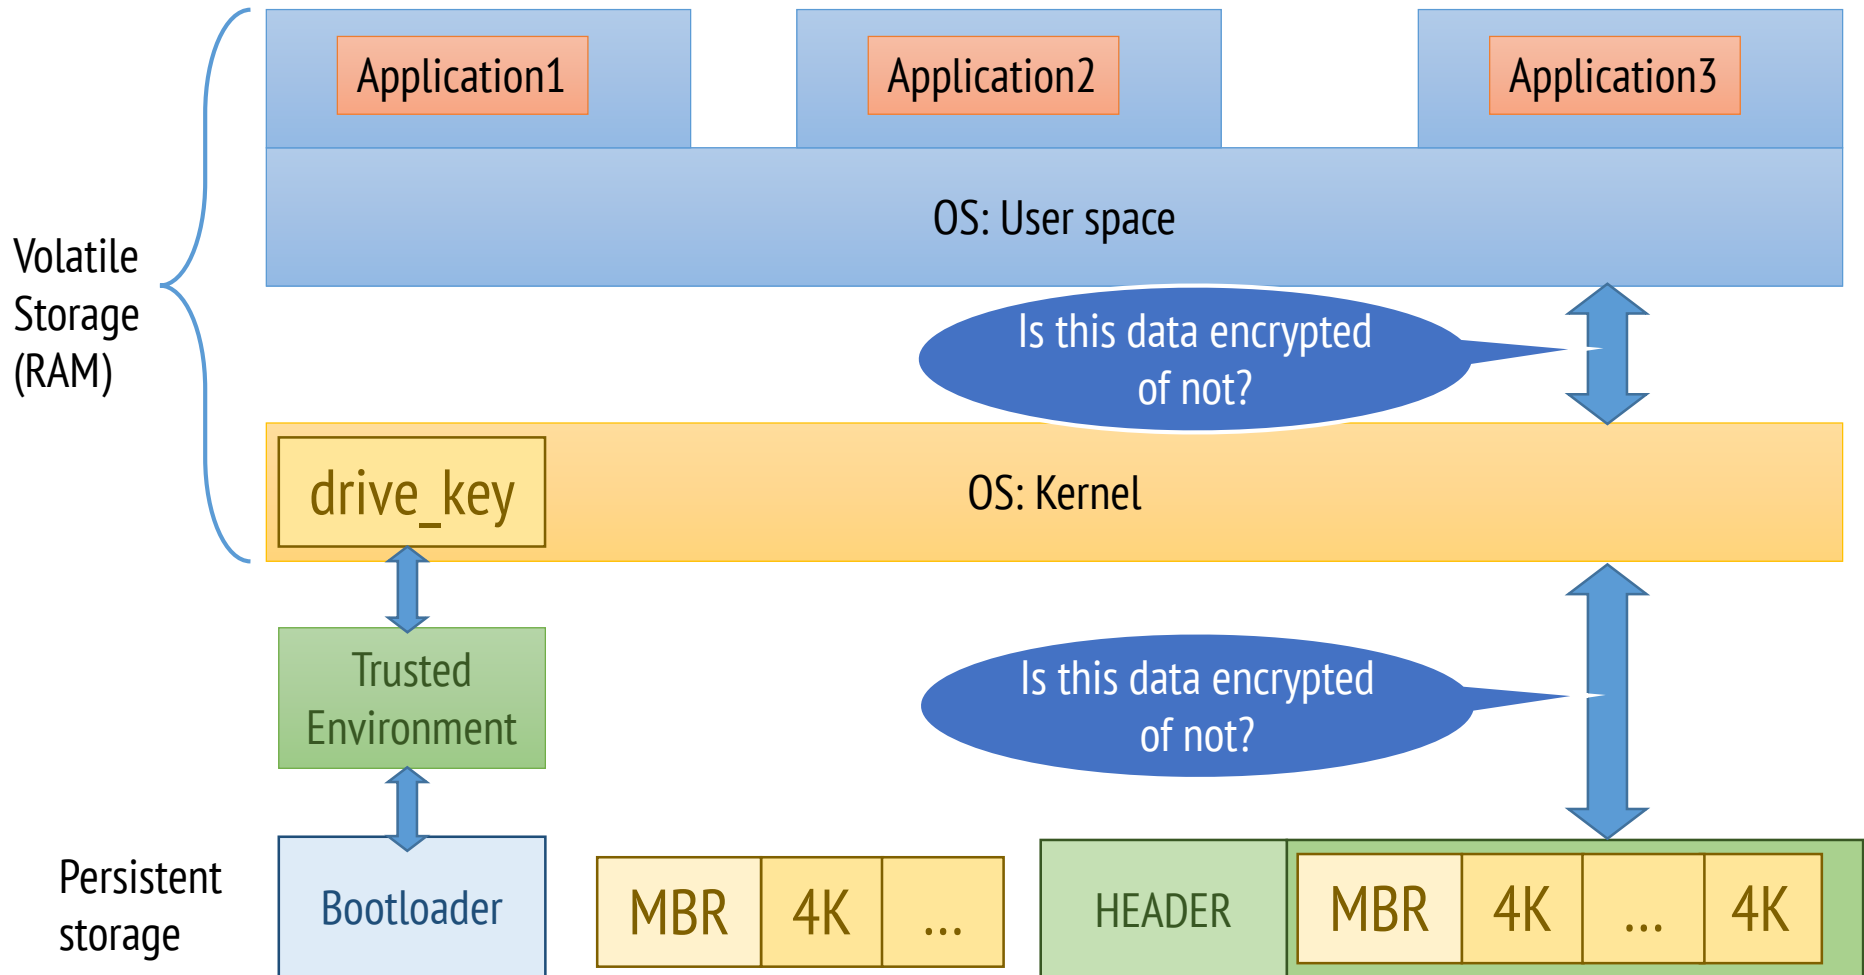 Application1
Application2
Application3
OS: User space
Volatile
Storage
(RAM)
Is this data encrypted
of not?
drive_key
OS: Kernel
Trusted
Environment
Is this data encrypted
of not?
Persistent
storage
Bootloader
MBR
4K
...
HEADER
MBR
4K
...
4K